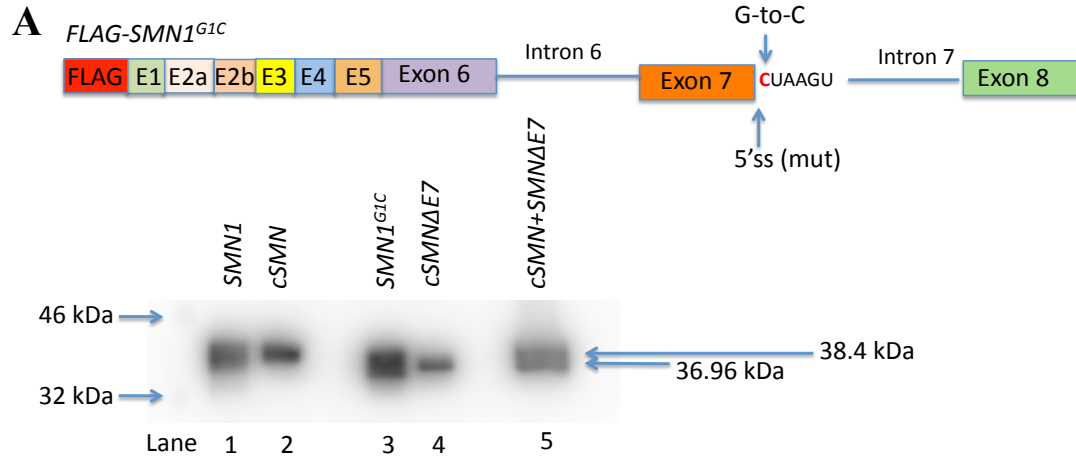 A
FLAG-SMN1G1C
G-to-C
FLAG E1 E2a E2b E3 E4 E5 Exon 6
Intron 6
Exon 7
CUAAGU
Intron 7
Exon 8
5'ss (mut)
SMN1
cSMN
SMN1G1C
cSMNΔE7
cSMN+SMNΔE7
46 kDa
38.4 kDa
36.96 kDa
32 kDa
Lane 1 2 3 4 5